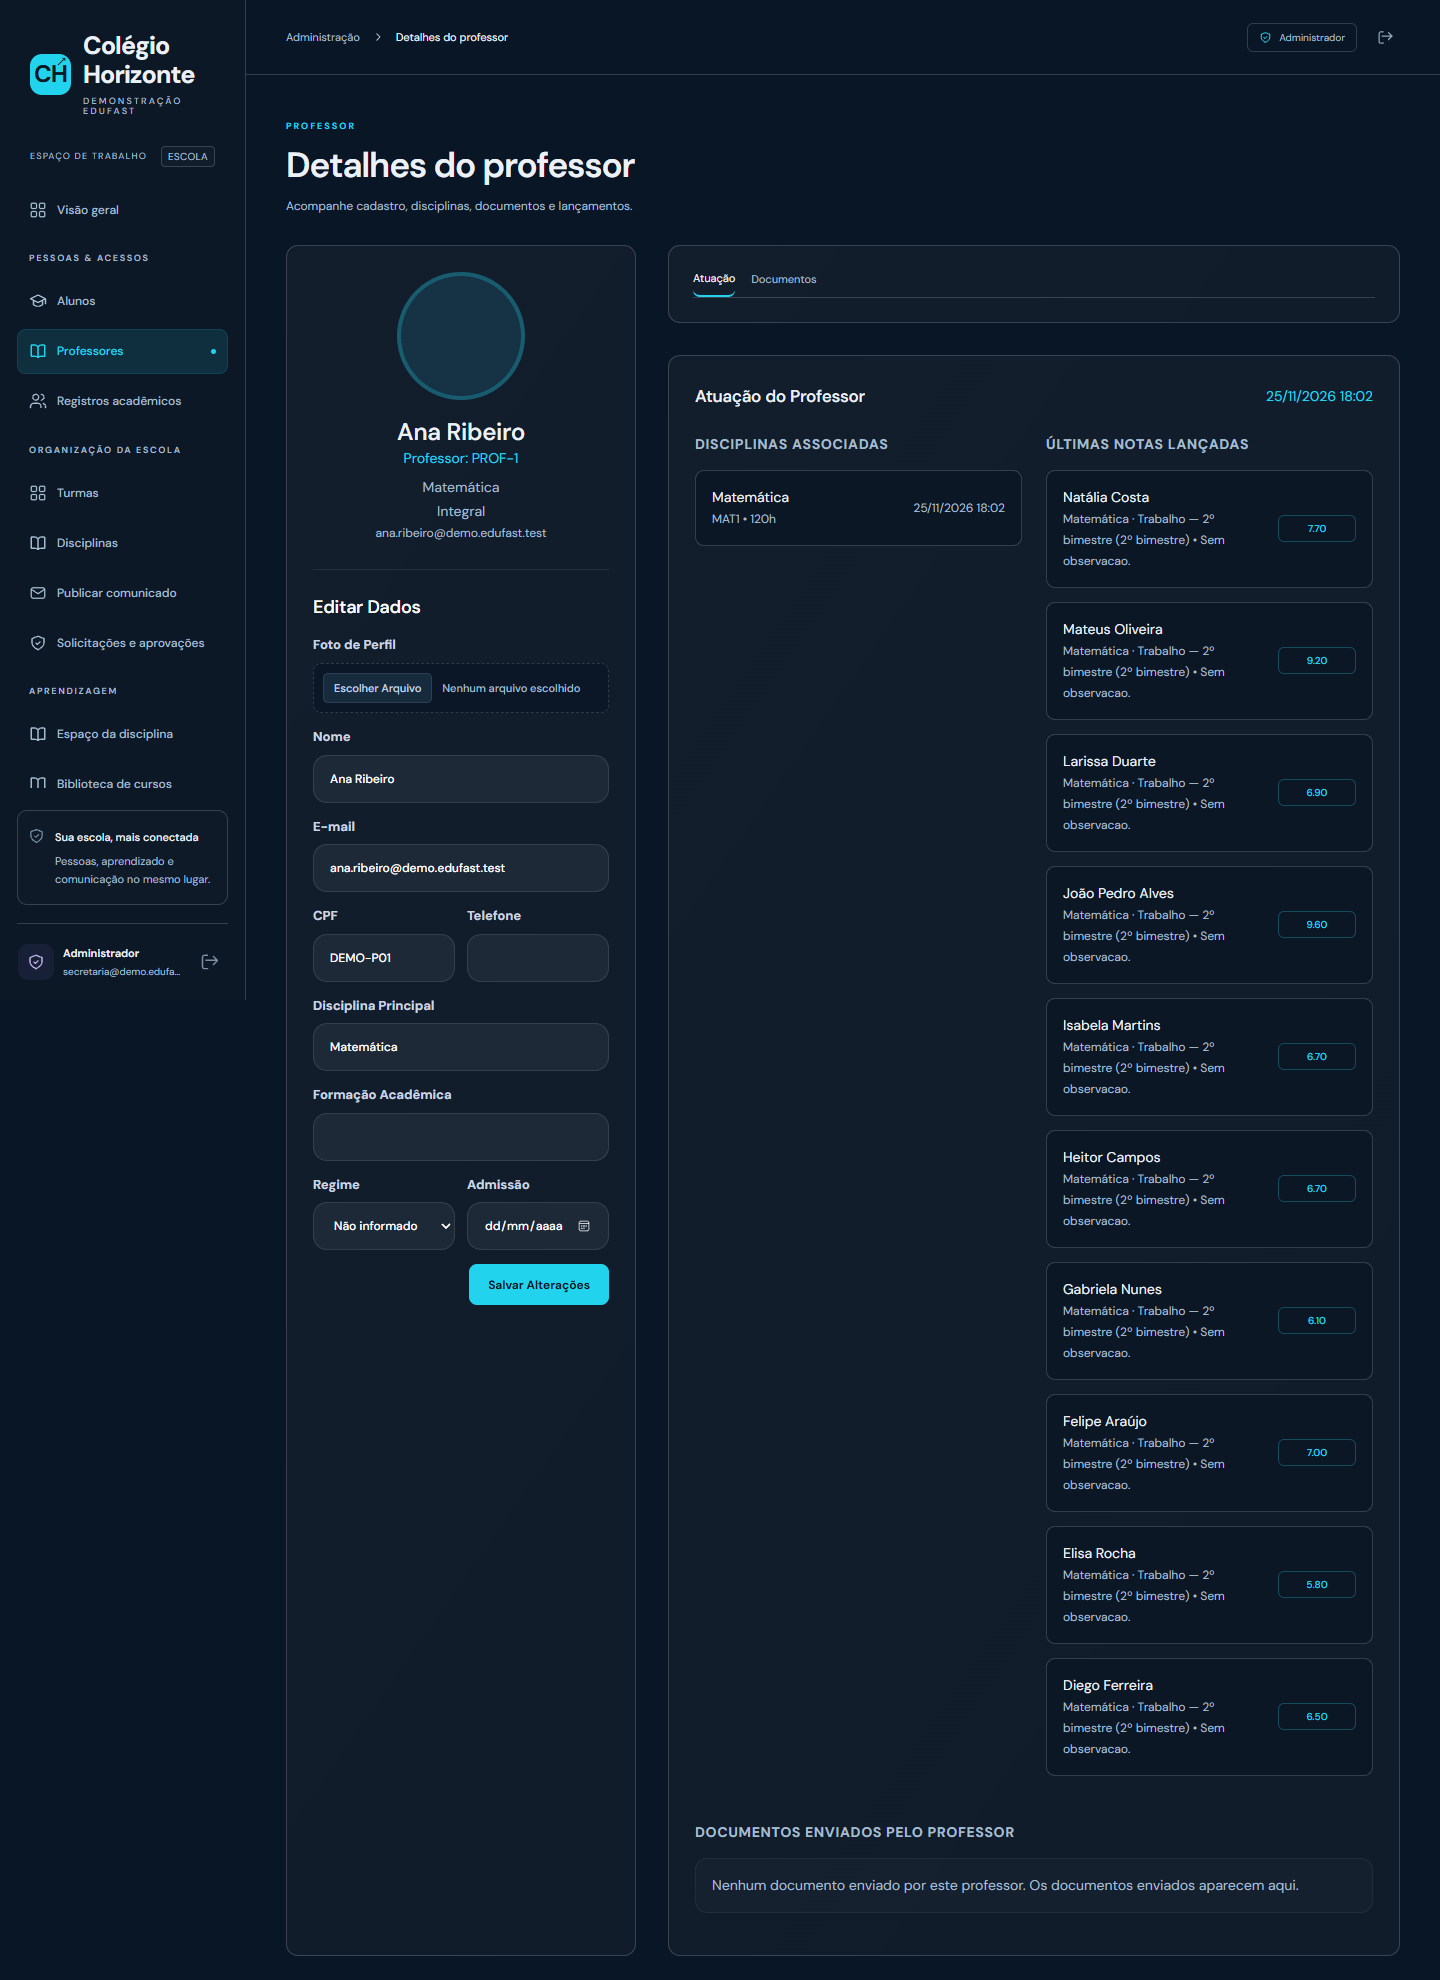 Colégio
Horizonte
DEMONSTRAÇÃO
EDUFAST
CH
ESPAÇO DE TRABALHO
ESCOLA
Visão geral
PESSOAS & ACESSOS
Alunos
Professores
Registros acadêmicos
ORGANIZAÇÃO DA ESCOLA
Turmas
Disciplinas
Publicar comunicado
Solicitações e aprovações
APRENDIZAGEM
Espaço da disciplina
Biblioteca de cursos
Sua escola, mais conectada
Pessoas, aprendizado e
comunicação no mesmo lugar.
Administrador
secretaria@demo.edufa...
Administração
Detalhes do professor
Administrador
PROFESSOR
Detalhes do professor
Acompanhe cadastro, disciplinas, documentos e lançamentos.
Ana Ribeiro
Professor: PROF-1
Matemática
Integral
ana.ribeiro@demo.edufast.test
Editar Dados
Foto de Perfil
Escolher Arquivo Nenhum arquivo escolhido
Nome
Ana Ribeiro
E-mail
ana.ribeiro@demo.edufast.test
CPF Telefone
DEMO-P01
Disciplina Principal
Matemática
Formação Acadêmica
Regime Admissão
Não informado dd/mm/aaaa
Salvar Alterações
Atuação Documentos
Atuação do Professor 25/11/2026 18:02
DISCIPLINAS ASSOCIADAS
Matemática
MAT1 • 120h
25/11/2026 18:02
ÚLTIMAS NOTAS LANÇADAS
Natália Costa
Matemática · Trabalho — 2º
bimestre (2º bimestre) • Sem
observacao.
7.70
Mateus Oliveira
Matemática · Trabalho — 2º
bimestre (2º bimestre) • Sem
observacao.
9.20
Larissa Duarte
Matemática · Trabalho — 2º
bimestre (2º bimestre) • Sem
observacao.
6.90
João Pedro Alves
Matemática · Trabalho — 2º
bimestre (2º bimestre) • Sem
observacao.
9.60
Isabela Martins
Matemática · Trabalho — 2º
bimestre (2º bimestre) • Sem
observacao.
6.70
Heitor Campos
Matemática · Trabalho — 2º
bimestre (2º bimestre) • Sem
observacao.
6.70
Gabriela Nunes
Matemática · Trabalho — 2º
bimestre (2º bimestre) • Sem
observacao.
6.10
Felipe Araújo
Matemática · Trabalho — 2º
bimestre (2º bimestre) • Sem
observacao.
7.00
Elisa Rocha
Matemática · Trabalho — 2º
bimestre (2º bimestre) • Sem
observacao.
5.80
Diego Ferreira
Matemática · Trabalho — 2º
bimestre (2º bimestre) • Sem
observacao.
6.50
DOCUMENTOS ENVIADOS PELO PROFESSOR
Nenhum documento enviado por este professor. Os documentos enviados aparecem aqui.